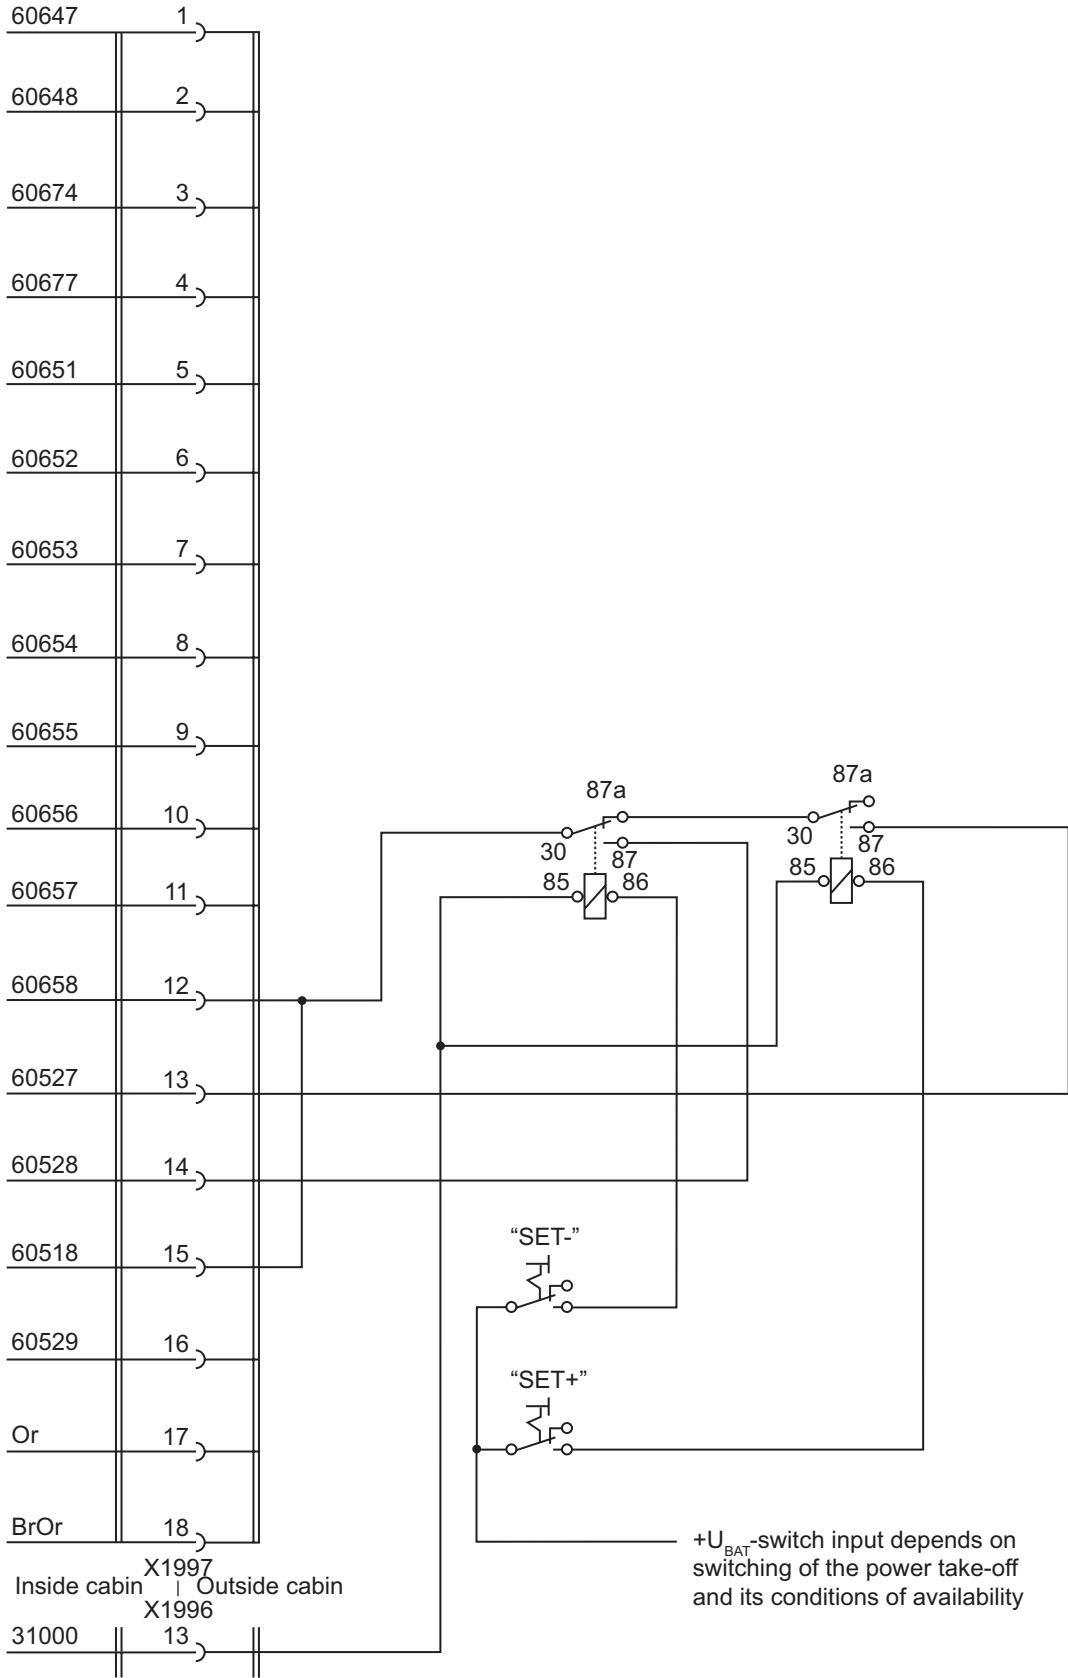 60647 1
60648 2
60674 3
60677 4
60651 5
60652 6
60653 7
60654 8
60655 9
87a
87a
60656 10
30
87
30
87
85
86
85
86
60657 11
60658 12
60527 13
60528 14
“SET-”
60518 15
60529 16
“SET+”
Or 17
BrOr 18
+UBAT-switch input depends on
switching of the power take-off
and its conditions of availability
X1997
Inside cabin | Outside cabin
X1996
31000 13